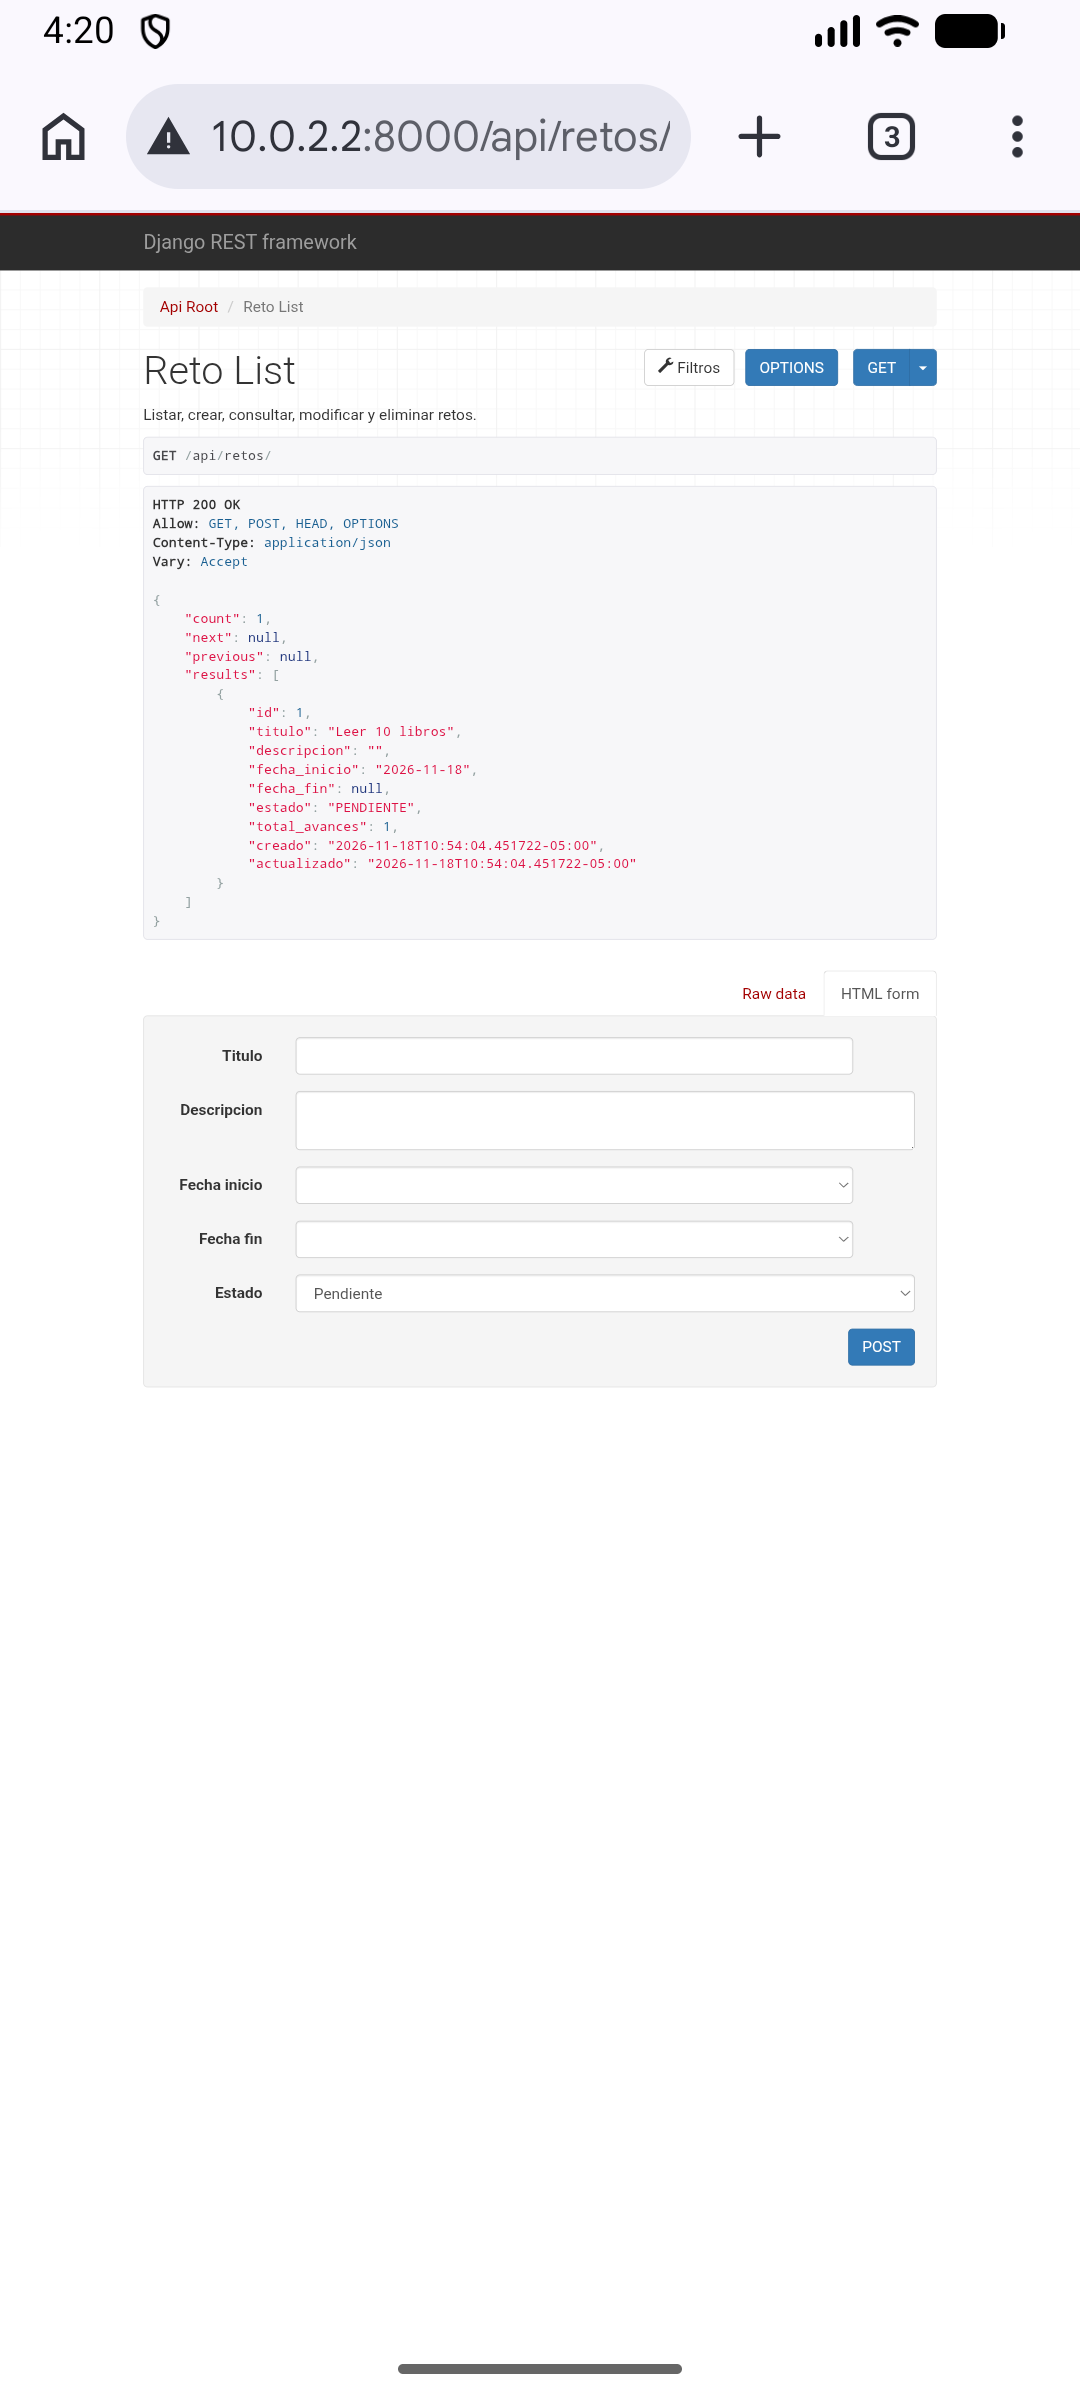 4:20
10.0.2.2:8000/api/retos/
3
Django REST framework
Api Root / Reto List
Reto List
Filtros
OPTIONS
GET
Listar, crear, consultar, modificar y eliminar retos.
GET /api/retos/
HTTP 200 OK
Allow: GET, POST, HEAD, OPTIONS
Content-Type: application/json
Vary: Accept
{
    "count": 1,
    "next": null,
    "previous": null,
    "results": [
        {
            "id": 1,
            "titulo": "Leer 10 libros",
            "descripcion": "",
            "fecha_inicio": "2026-11-18",
            "fecha_fin": null,
            "estado": "PENDIENTE",
            "total_avances": 1,
            "creado": "2026-11-18T10:54:04.451722-05:00",
            "actualizado": "2026-11-18T10:54:04.451722-05:00"
        }
    ]
}
Raw data
HTML form
Titulo
Descripcion
Fecha inicio
Fecha fin
Estado
Pendiente
POST